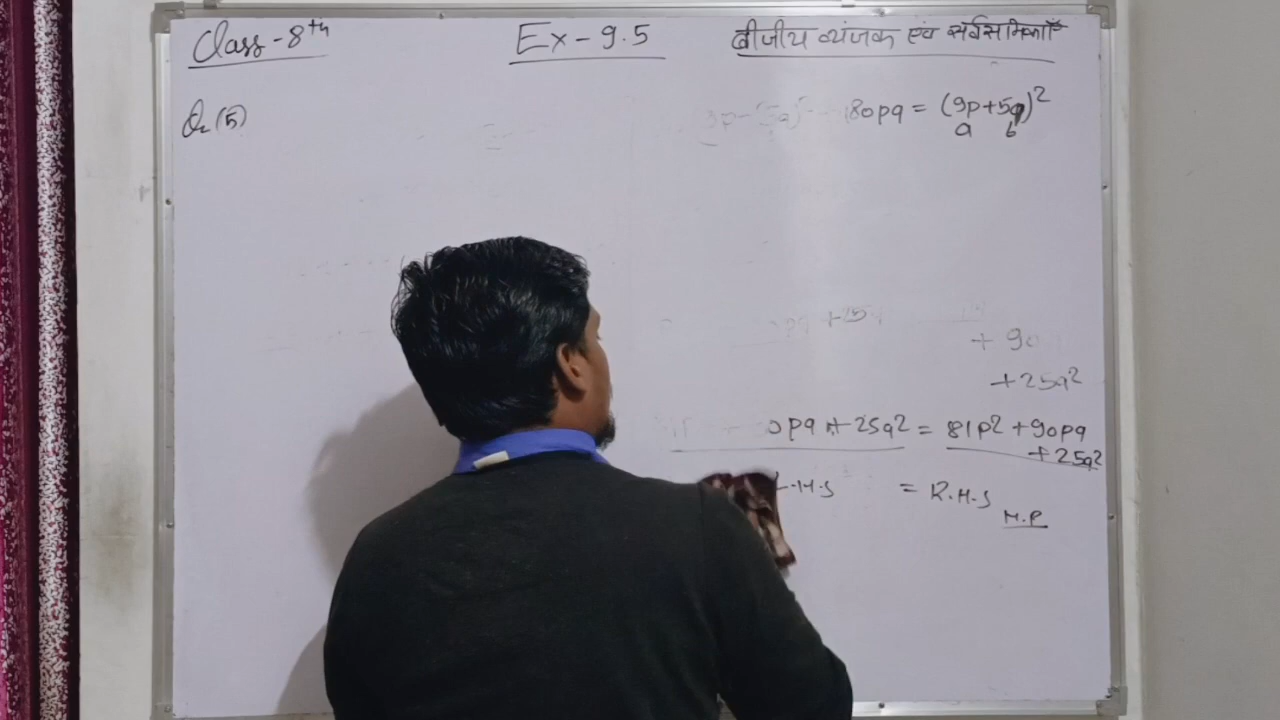 Class-8th
Ex-9.5
बीजीय व्यंजक एवं सर्वसमिकाएँ
Q(5)
180pq = (9p+5q)²
a b
+ 90
+25q²
0pq + 25q² = 81p² + 90pq
+25q²
L.H.S = R.H.S
H.P